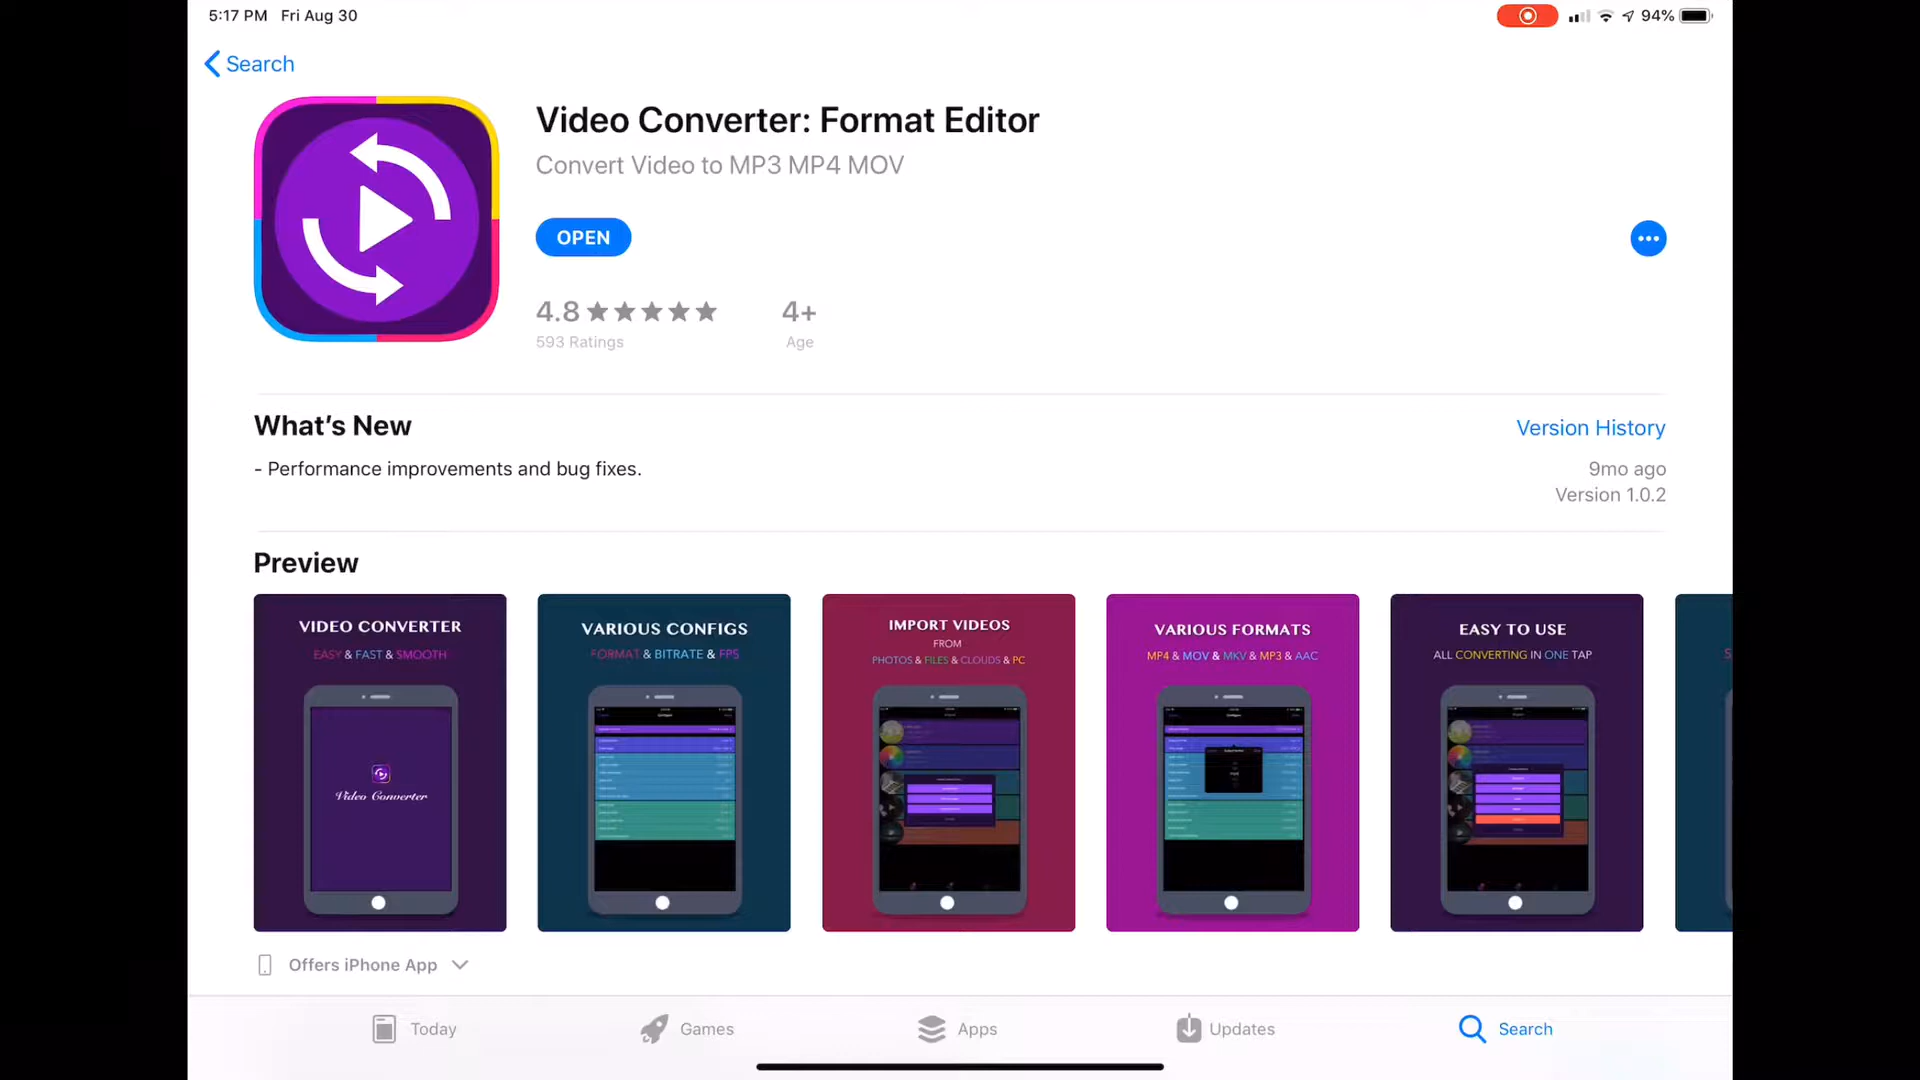 5:17 PM Fri Aug 30
94%
Search
Video Converter: Format Editor
Convert Video to MP3 MP4 MOV
OPEN
4.8
593 Ratings
4+
Age
What's New
Version History
- Performance improvements and bug fixes.
9mo ago
Version 1.0.2
Preview
VIDEO CONVERTER
EASY & FAST & SMOOTH
Video Converter
VARIOUS CONFIGS
FORMAT & BITRATE & FPS
IMPORT VIDEOS
FROM
PHOTOS & FILES & CLOUDS & PC
VARIOUS FORMATS
MP4 & MOV & MKV & MP3 & AAC
EASY TO USE
ALL CONVERTING IN ONE TAP
Offers iPhone App
Today
Games
Apps
Updates
Search